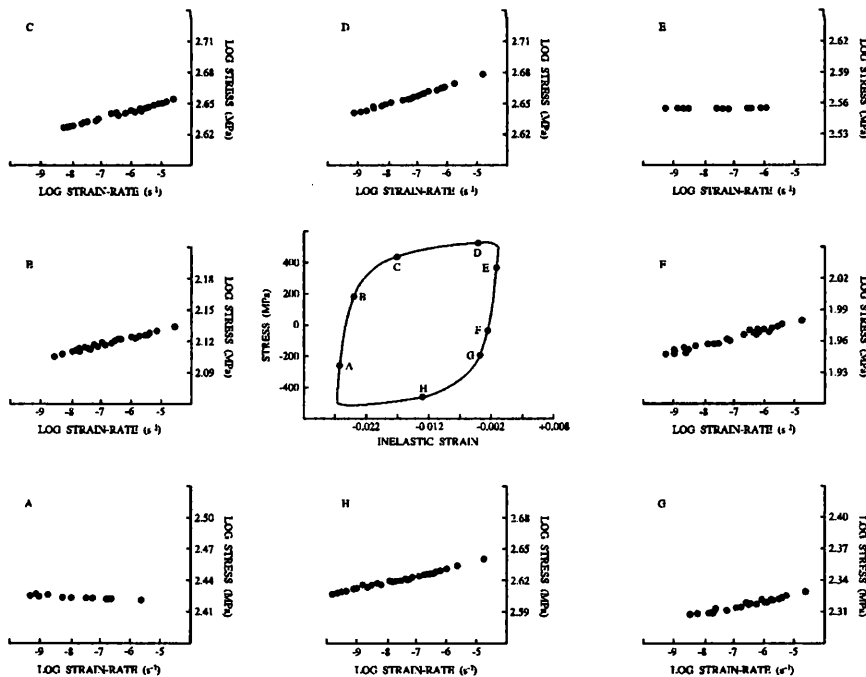 C
2.71
2.68
2.65
2.62
LOG STRESS (MPa)
-9 -8 -7 -6 -5
LOG STRAIN-RATE (s⁻¹)
D
2.71
2.68
2.65
2.62
LOG STRESS (MPa)
-9 -8 -7 -6 -5
LOG STRAIN-RATE (s⁻¹)
E
2.62
2.59
2.56
2.53
LOG STRESS (MPa)
-9 -8 -7 -6 -5
LOG STRAIN-RATE (s⁻¹)
B
2.18
2.15
2.12
2.09
LOG STRESS (MPa)
-9 -8 -7 -6 -5
LOG STRAIN-RATE (s⁻¹)
STRESS (MPa)
400
200
0
-200
-400
A
B
C
D
E
F
G
H
-0.022 -0.012 -0.002 +0.008
INELASTIC STRAIN
F
2.02
1.99
1.96
1.93
LOG STRESS (MPa)
-9 -8 -7 -6 -5
LOG STRAIN-RATE (s⁻¹)
A
2.50
2.47
2.44
2.41
LOG STRESS (MPa)
-9 -8 -7 -6 -5
LOG STRAIN-RATE (s⁻¹)
H
2.68
2.65
2.62
2.59
LOG STRESS (MPa)
-9 -8 -7 -6 -5
LOG STRAIN-RATE (s⁻¹)
G
2.40
2.37
2.34
2.31
LOG STRESS (MPa)
-9 -8 -7 -6 -5
LOG STRAIN-RATE (s⁻¹)